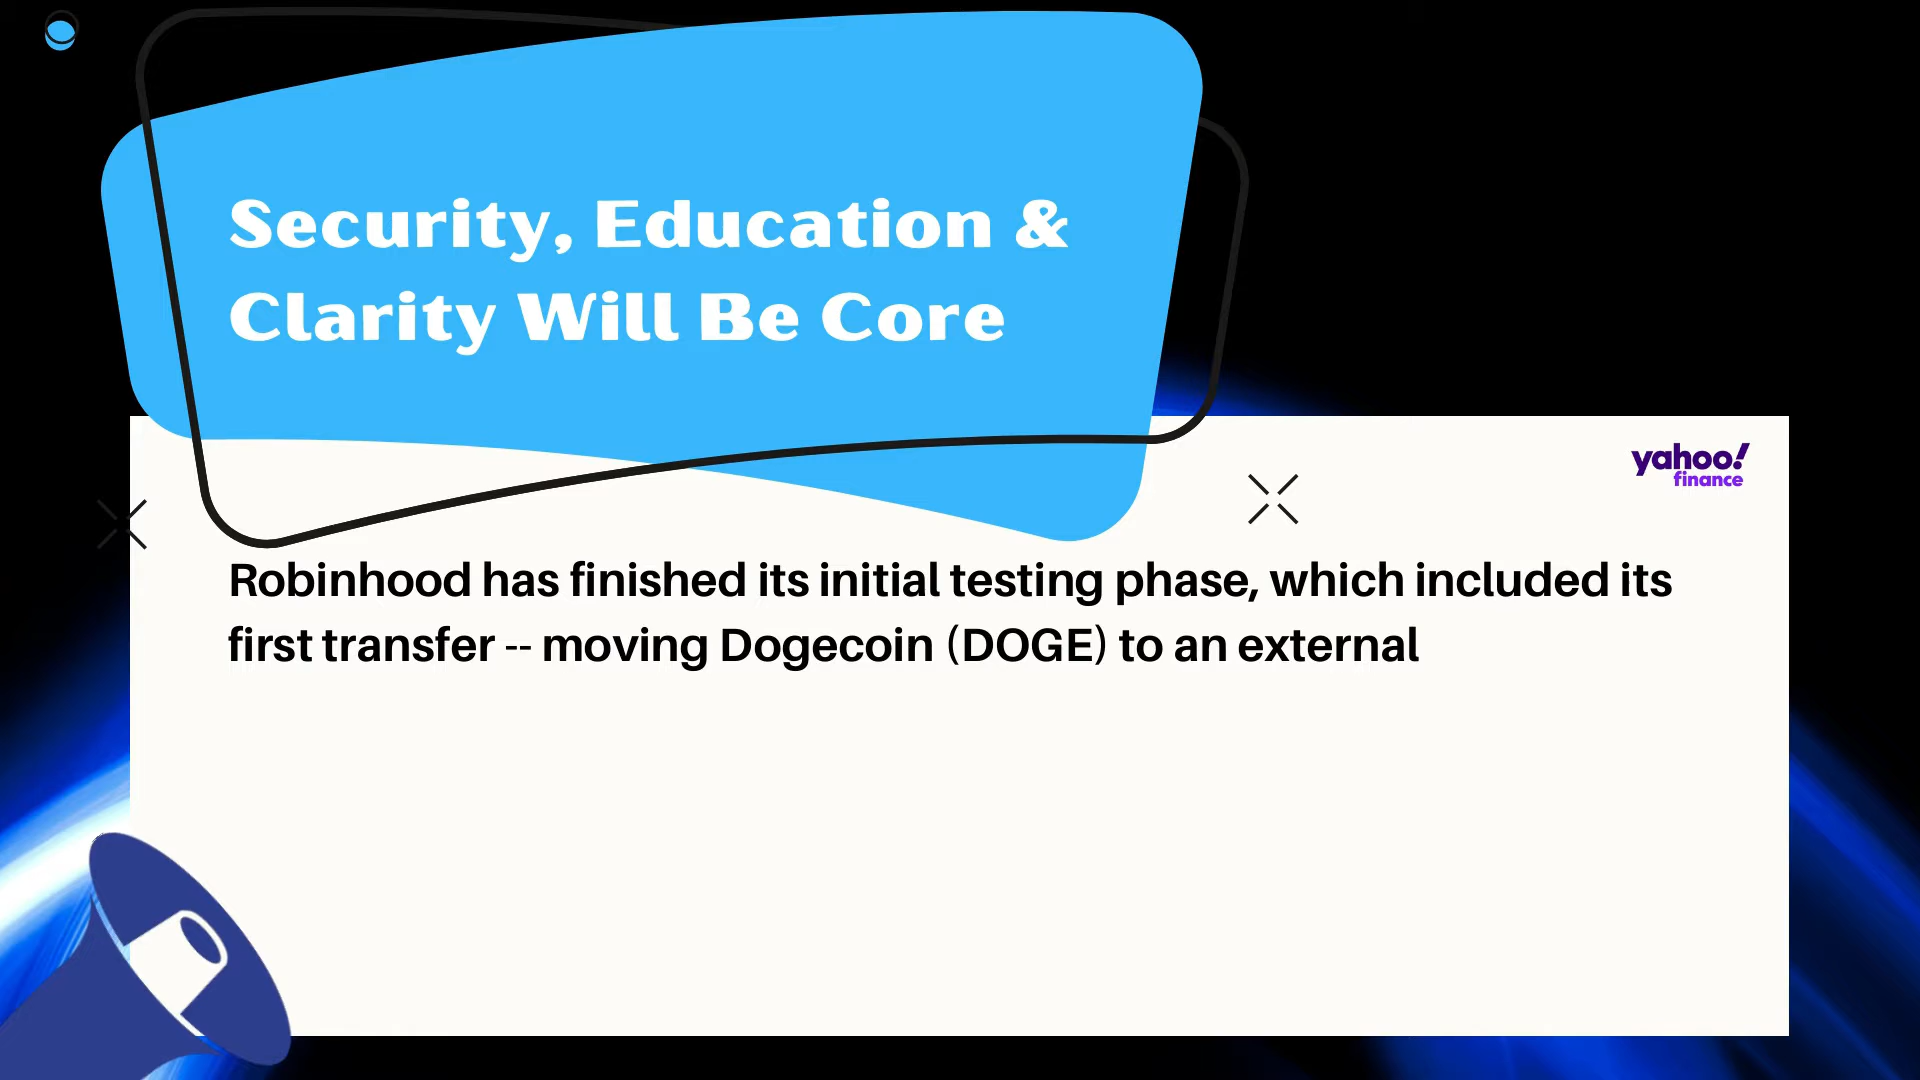 Security, Education &
Clarity Will Be Core
yahoo!
finance
Robinhood has finished its initial testing phase, which included its
first transfer -- moving Dogecoin (DOGE) to an external